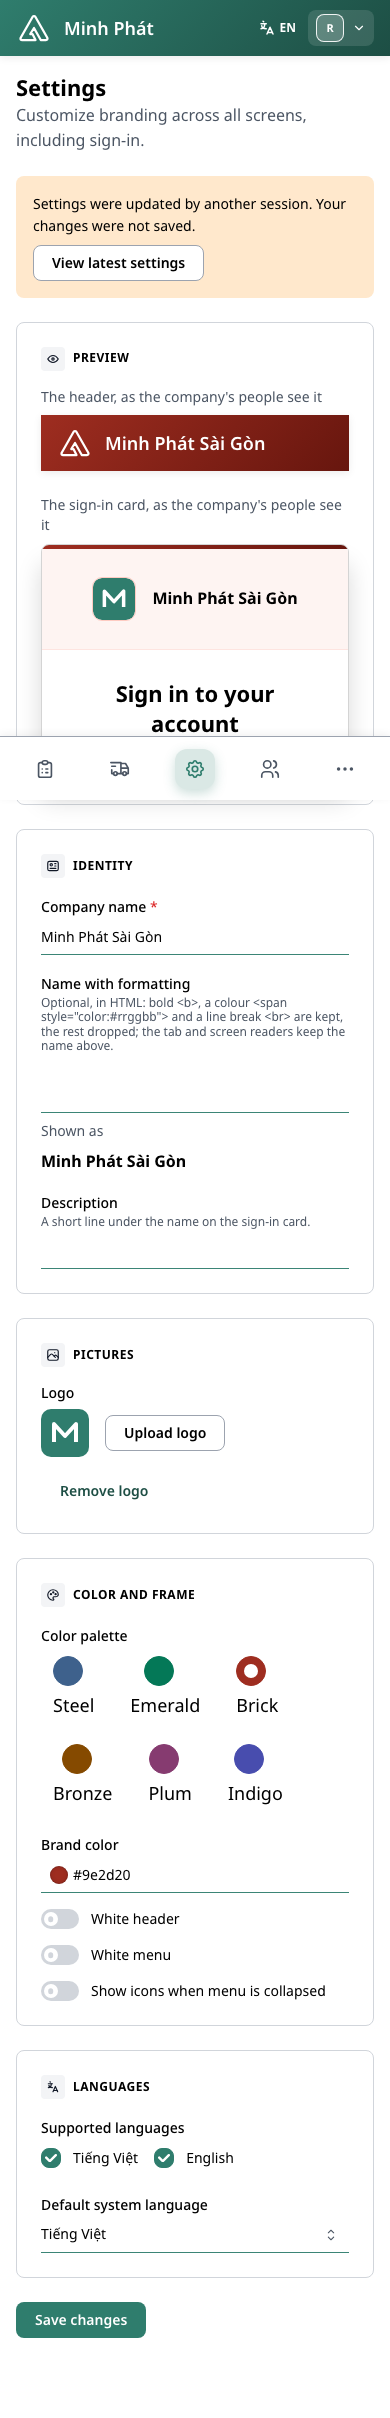 Minh Phát
EN
R
Settings
Customize branding across all screens,
including sign-in.
Settings were updated by another session. Your
changes were not saved.
View latest settings
PREVIEW
The header, as the company's people see it
Minh Phát Sài Gòn
The sign-in card, as the company's people see
it
M
Minh Phát Sài Gòn
Sign in to your
account
IDENTITY
Company name *
Minh Phát Sài Gòn
Name with formatting
Optional, in HTML: bold <b>, a colour <span
style="color:#rrggbb"> and a line break <br> are kept,
the rest dropped; the tab and screen readers keep the
name above.
Shown as
Minh Phát Sài Gòn
Description
A short line under the name on the sign-in card.
PICTURES
Logo
M
Upload logo
Remove logo
COLOR AND FRAME
Color palette
Steel
Emerald
Brick
Bronze
Plum
Indigo
Brand color
#9e2d20
White header
White menu
Show icons when menu is collapsed
LANGUAGES
Supported languages
Tiếng Việt
English
Default system language
Tiếng Việt
Save changes